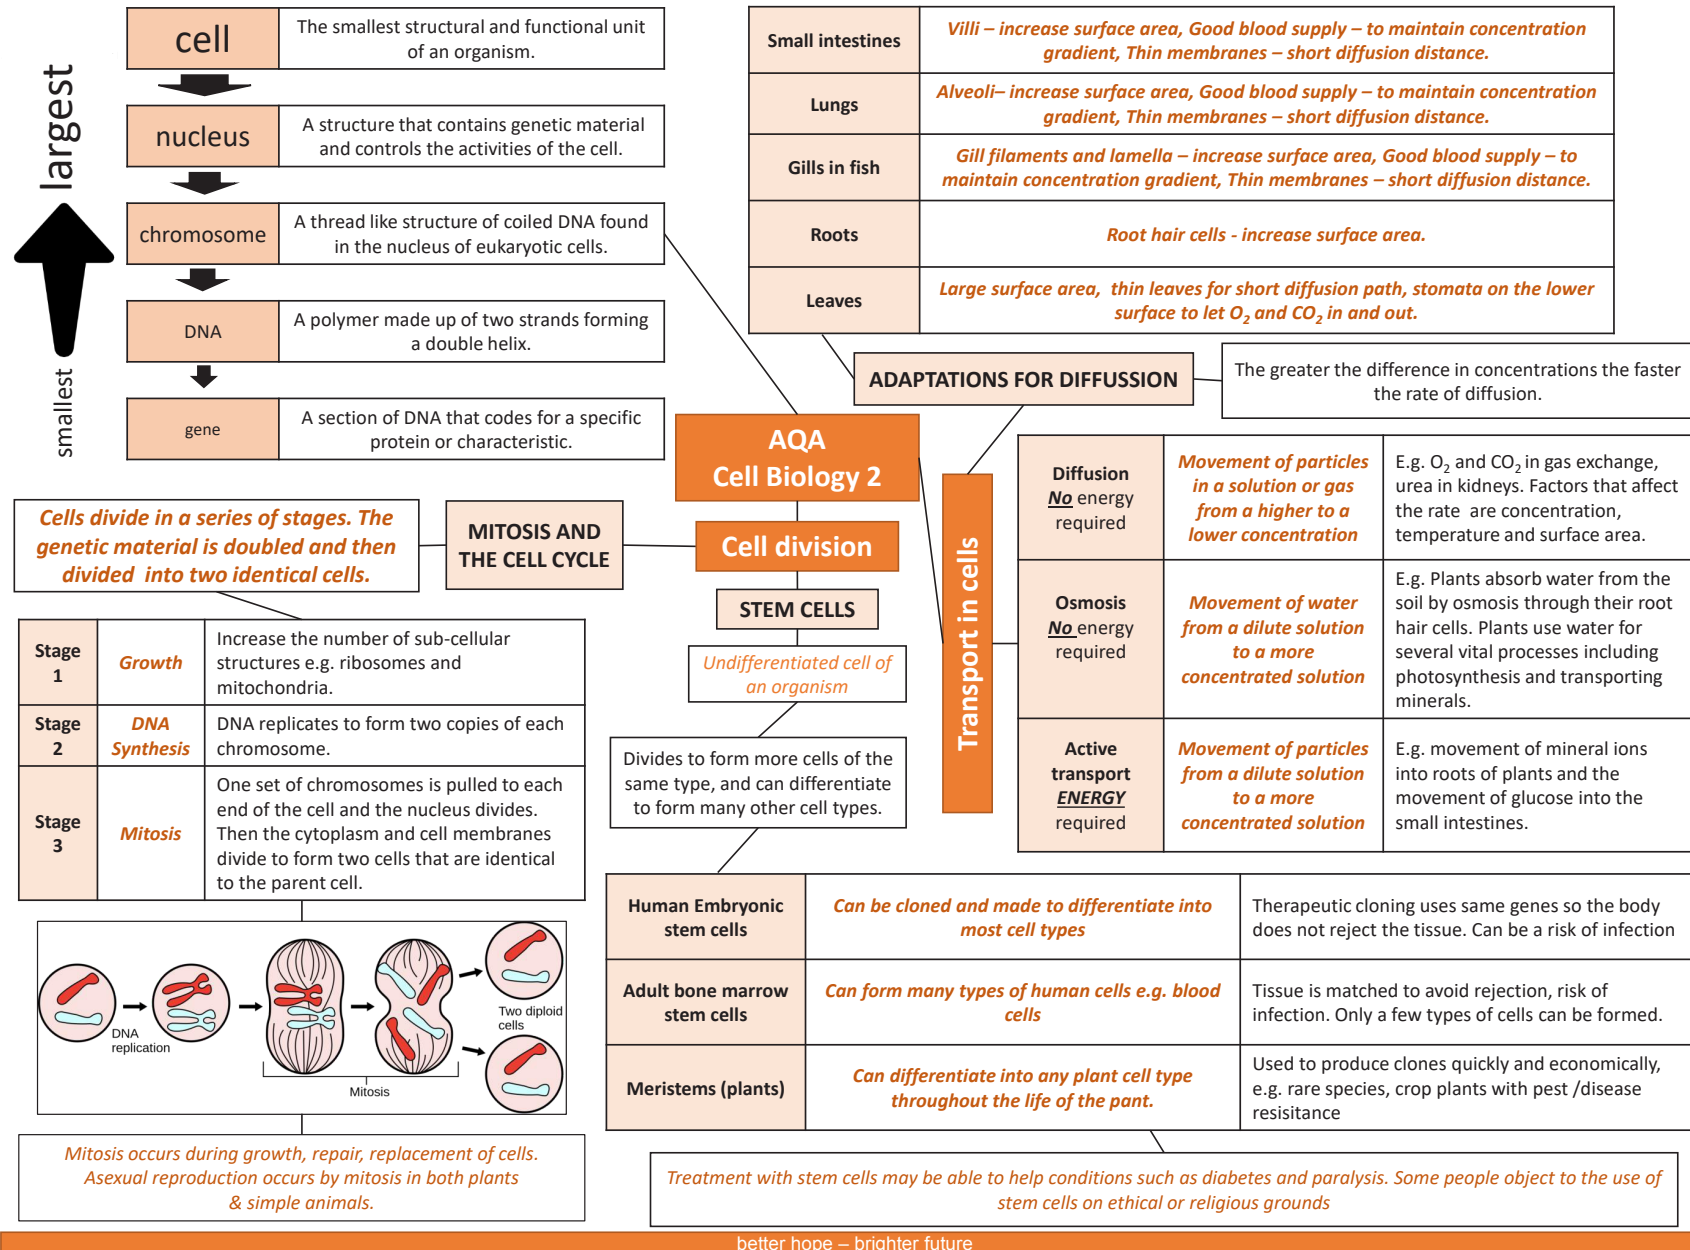 largest
smallest
cell
The smallest structural and functional unit
of an organism.
nucleus
A structure that contains genetic material
and controls the activities of the cell.
chromosome
A thread like structure of coiled DNA found
in the nucleus of eukaryotic cells.
DNA
A polymer made up of two strands forming
a double helix.
gene
A section of DNA that codes for a specific
protein or characteristic.
Small intestines
Villi – increase surface area, Good blood supply – to maintain concentration
gradient, Thin membranes – short diffusion distance.
Lungs
Alveoli– increase surface area, Good blood supply – to maintain concentration
gradient, Thin membranes – short diffusion distance.
Gills in fish
Gill filaments and lamella – increase surface area, Good blood supply – to
maintain concentration gradient, Thin membranes – short diffusion distance.
Roots
Root hair cells - increase surface area.
Leaves
Large surface area, thin leaves for short diffusion path, stomata on the lower
surface to let O₂ and CO₂ in and out.
ADAPTATIONS FOR DIFFUSSION
The greater the difference in concentrations the faster
the rate of diffusion.
AQA
Cell Biology 2
Cell division
MITOSIS AND
THE CELL CYCLE
Cells divide in a series of stages. The
genetic material is doubled and then
divided into two identical cells.
Stage
1
Growth
Increase the number of sub-cellular
structures e.g. ribosomes and
mitochondria.
Stage
2
DNA
Synthesis
DNA replicates to form two copies of each
chromosome.
Stage
3
Mitosis
One set of chromosomes is pulled to each
end of the cell and the nucleus divides.
Then the cytoplasm and cell membranes
divide to form two cells that are identical
to the parent cell.
DNA
replication
Mitosis
Two diploid
cells
Mitosis occurs during growth, repair, replacement of cells.
Asexual reproduction occurs by mitosis in both plants
& simple animals.
STEM CELLS
Undifferentiated cell of
an organism
Divides to form more cells of the
same type, and can differentiate
to form many other cell types.
Transport in cells
Diffusion
No energy
required
Movement of particles
in a solution or gas
from a higher to a
lower concentration
E.g. O₂ and CO₂ in gas exchange,
urea in kidneys. Factors that affect
the rate are concentration,
temperature and surface area.
Osmosis
No energy
required
Movement of water
from a dilute solution
to a more
concentrated solution
E.g. Plants absorb water from the
soil by osmosis through their root
hair cells. Plants use water for
several vital processes including
photosynthesis and transporting
minerals.
Active
transport
ENERGY
required
Movement of particles
from a dilute solution
to a more
concentrated solution
E.g. movement of mineral ions
into roots of plants and the
movement of glucose into the
small intestines.
Human Embryonic
stem cells
Can be cloned and made to differentiate into
most cell types
Therapeutic cloning uses same genes so the body
does not reject the tissue. Can be a risk of infection
Adult bone marrow
stem cells
Can form many types of human cells e.g. blood
cells
Tissue is matched to avoid rejection, risk of
infection. Only a few types of cells can be formed.
Meristems (plants)
Can differentiate into any plant cell type
throughout the life of the pant.
Used to produce clones quickly and economically,
e.g. rare species, crop plants with pest /disease
resisitance
Treatment with stem cells may be able to help conditions such as diabetes and paralysis. Some people object to the use of
stem cells on ethical or religious grounds
better hope – brighter future